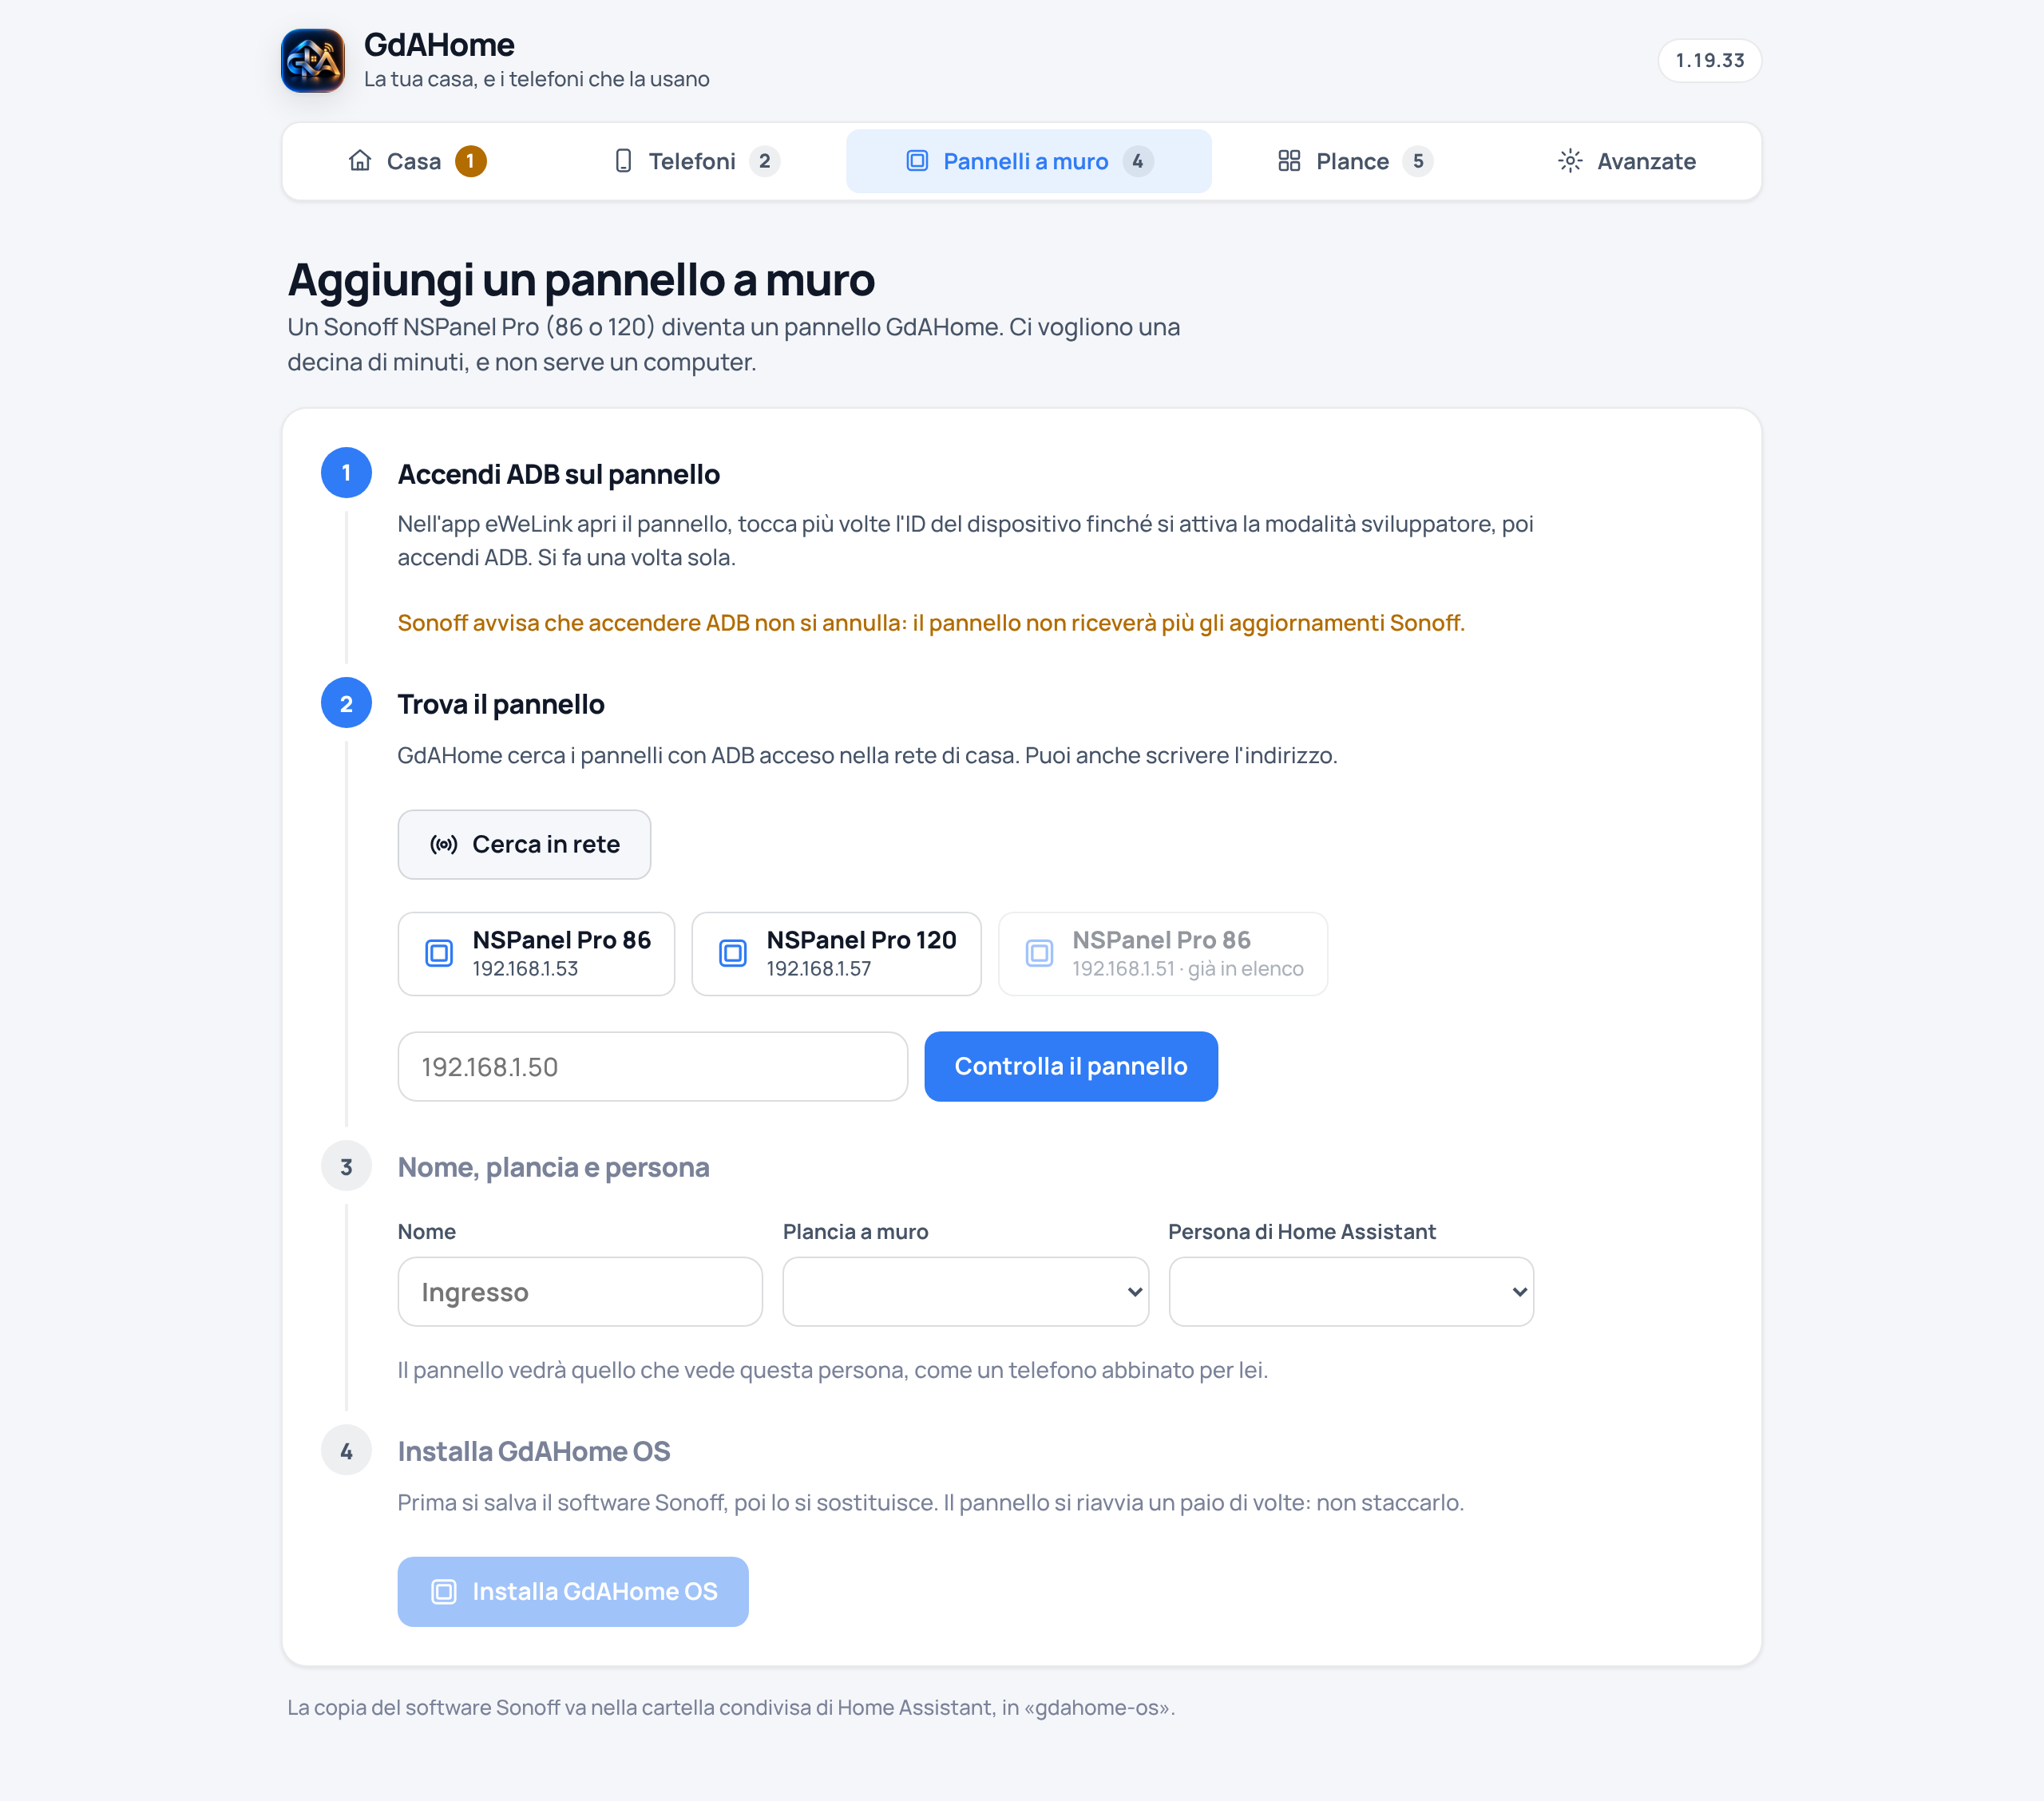 GdAHome
La tua casa, e i telefoni che la usano
1.19.33
Casa 1
Telefoni 2
Pannelli a muro 4
Plance 5
Avanzate
Aggiungi un pannello a muro
Un Sonoff NSPanel Pro (86 o 120) diventa un pannello GdAHome. Ci vogliono una
decina di minuti, e non serve un computer.
1
Accendi ADB sul pannello
Nell'app eWeLink apri il pannello, tocca più volte l'ID del dispositivo finché si attiva la modalità sviluppatore, poi
accendi ADB. Si fa una volta sola.
Sonoff avvisa che accendere ADB non si annulla: il pannello non riceverà più gli aggiornamenti Sonoff.
2
Trova il pannello
GdAHome cerca i pannelli con ADB acceso nella rete di casa. Puoi anche scrivere l'indirizzo.
Cerca in rete
NSPanel Pro 86
192.168.1.53
NSPanel Pro 120
192.168.1.57
NSPanel Pro 86
192.168.1.51 · già in elenco
192.168.1.50
Controlla il pannello
3
Nome, plancia e persona
Nome
Plancia a muro
Persona di Home Assistant
Ingresso
Il pannello vedrà quello che vede questa persona, come un telefono abbinato per lei.
4
Installa GdAHome OS
Prima si salva il software Sonoff, poi lo si sostituisce. Il pannello si riavvia un paio di volte: non staccarlo.
Installa GdAHome OS
La copia del software Sonoff va nella cartella condivisa di Home Assistant, in «gdahome-os».